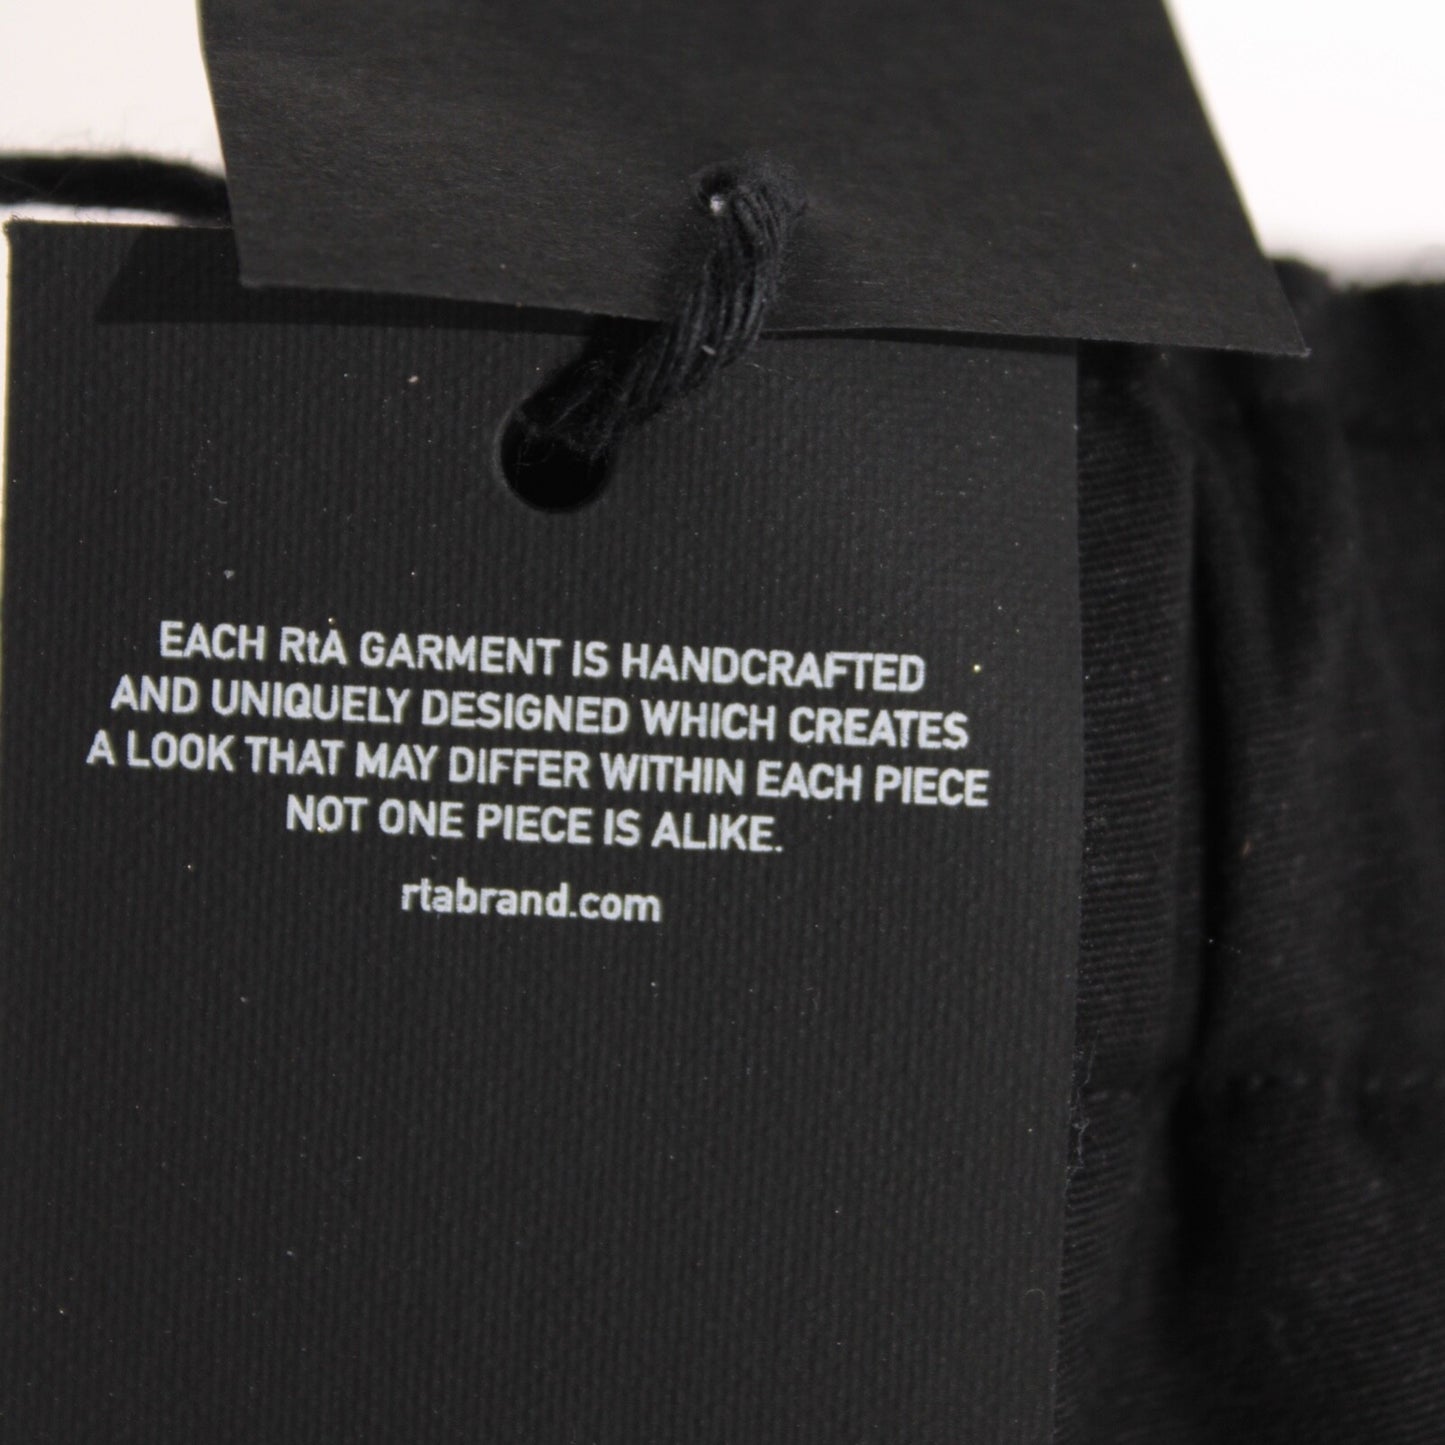 EACH RtA GARMENT IS HANDCRAFTED
AND UNIQUELY DESIGNED WHICH CREATES
A LOOK THAT MAY DIFFER WITHIN EACH PIECE
NOT ONE PIECE IS ALIKE.
rtabrand.com